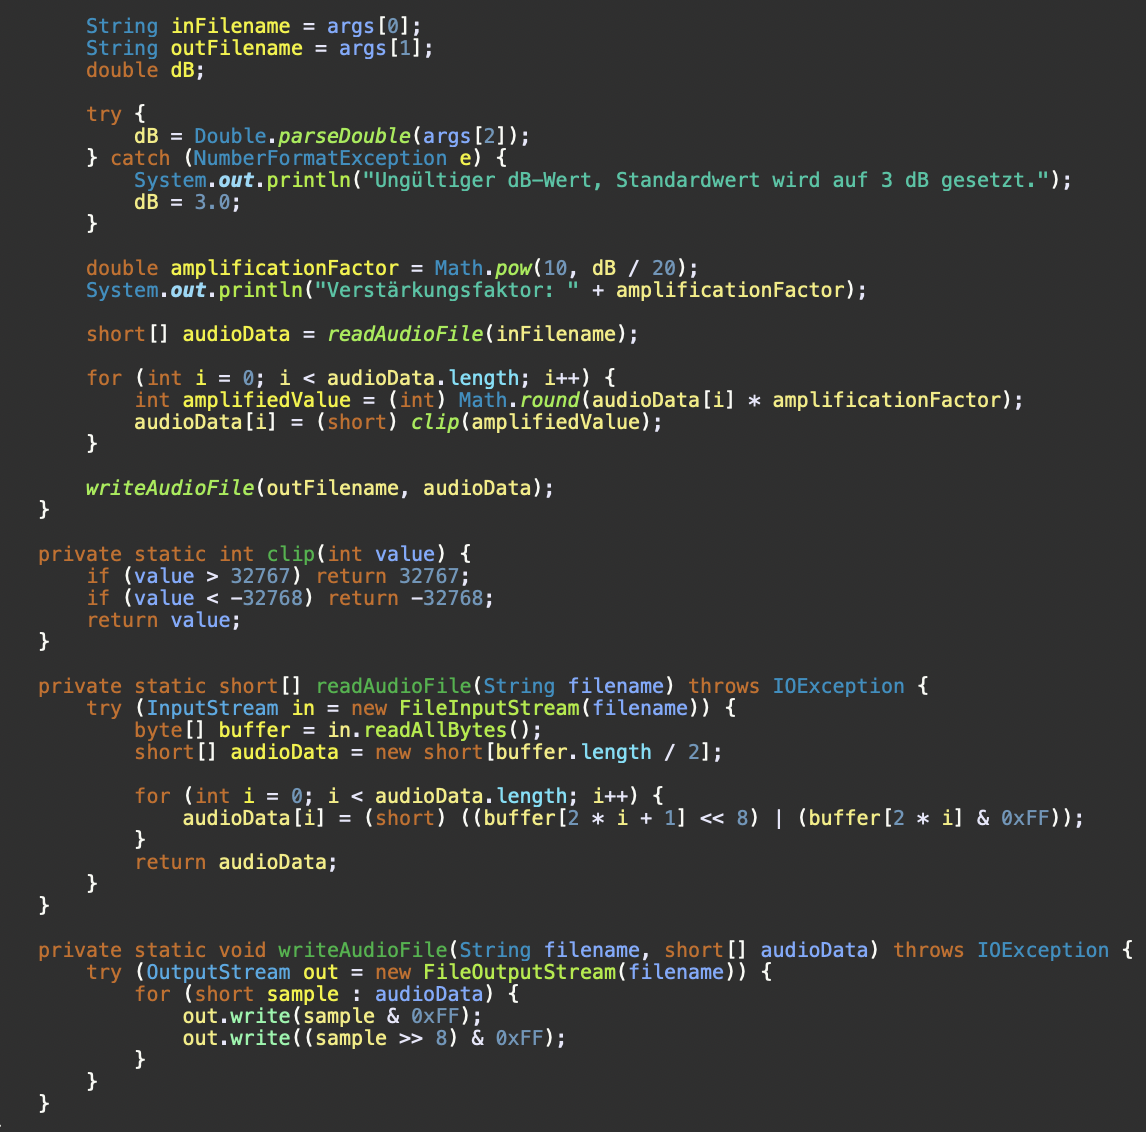 String inFilename = args[0];
String outFilename = args[1];
double dB;
try {
dB = Double.parseDouble(args[2]);
} catch (NumberFormatException e) {
System.out.println("Ungültiger dB-Wert, Standardwert wird auf 3 dB gesetzt.");
dB = 3.0;
}
double amplificationFactor = Math.pow(10, dB / 20);
System.out.println("Verstärkungsfaktor: " + amplificationFactor);
short[] audioData = readAudioFile(inFilename);
for (int i = 0; i < audioData.length; i++) {
int amplifiedValue = (int) Math.round(audioData[i] * amplificationFactor);
audioData[i] = (short) clip(amplifiedValue);
}
writeAudioFile(outFilename, audioData);
}
private static int clip(int value) {
if (value > 32767) return 32767;
if (value < -32768) return -32768;
return value;
}
private static short[] readAudioFile(String filename) throws IOException {
try (InputStream in = new FileInputStream(filename)) {
byte[] buffer = in.readAllBytes();
short[] audioData = new short[buffer.length / 2];
for (int i = 0; i < audioData.length; i++) {
audioData[i] = (short) ((buffer[2 * i + 1] << 8) | (buffer[2 * i] & 0xFF));
}
return audioData;
}
}
private static void writeAudioFile(String filename, short[] audioData) throws IOException {
try (OutputStream out = new FileOutputStream(filename)) {
for (short sample : audioData) {
out.write(sample & 0xFF);
out.write((sample >> 8) & 0xFF);
}
}
}